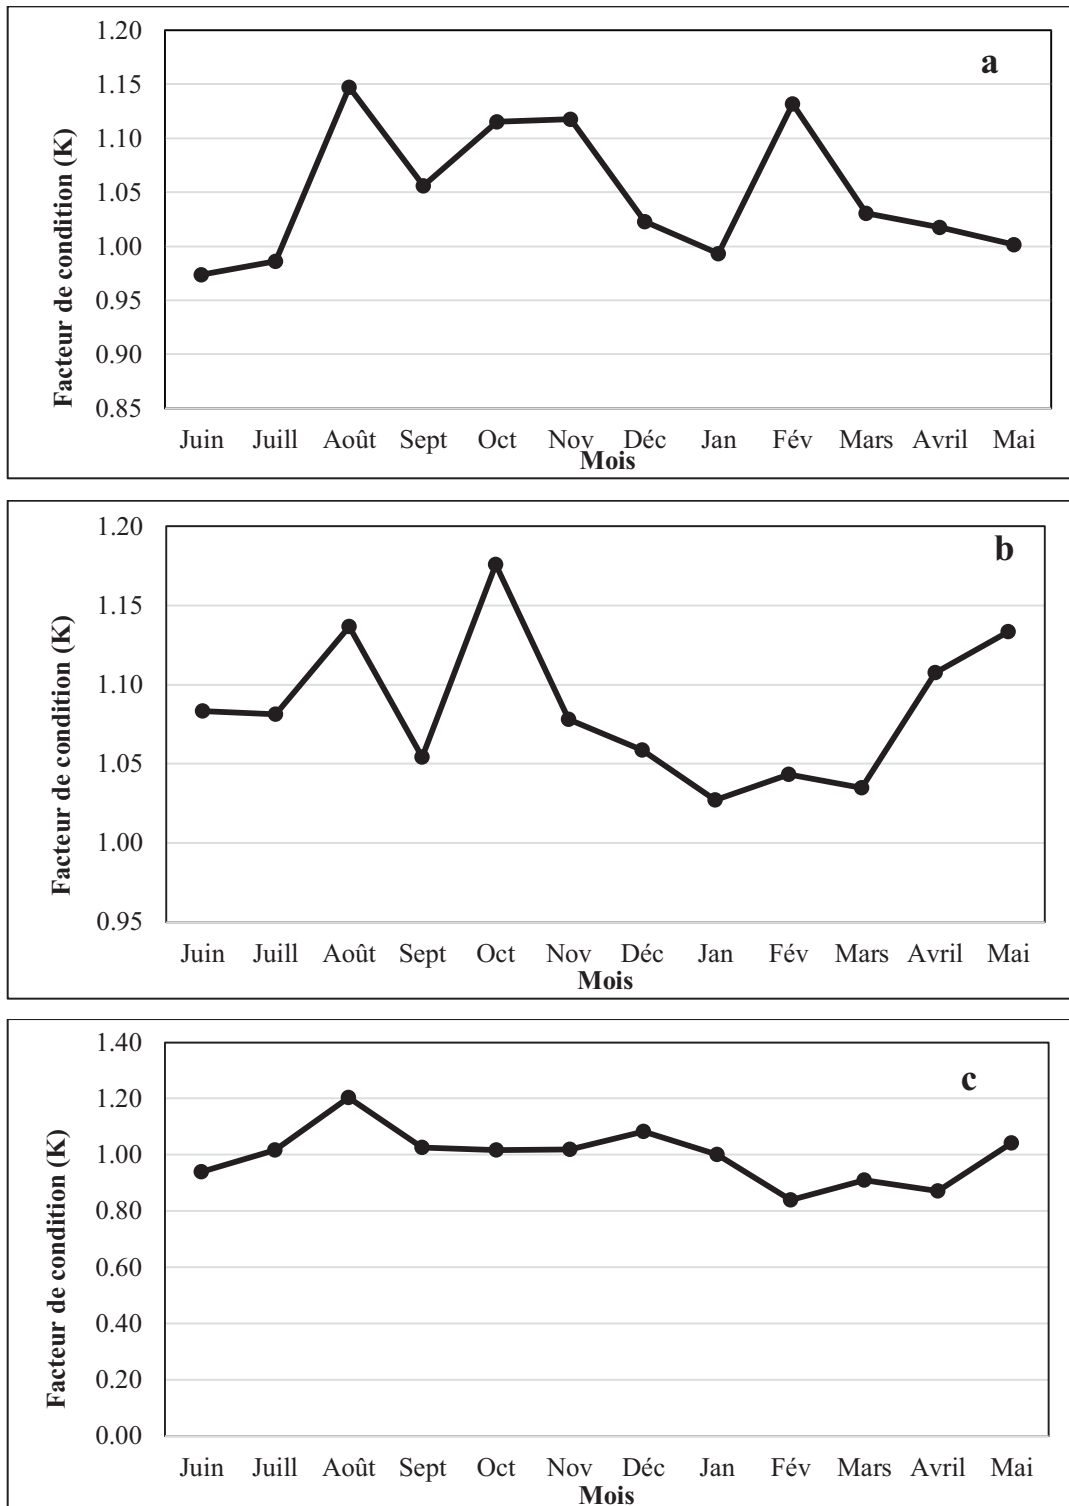 1.20
a
1.15
1.10
1.05
1.00
0.95
0.90
0.85
Facteur de condition (K)
Juin Juill Août Sept Oct Nov Déc Jan Fév Mars Avril Mai
Mois
1.20
b
1.15
1.10
1.05
1.00
0.95
Facteur de condition (K)
Juin Juill Août Sept Oct Nov Déc Jan Fév Mars Avril Mai
Mois
1.40
c
1.20
1.00
0.80
0.60
0.40
0.20
0.00
Facteur de condition (K)
Juin Juill Août Sept Oct Nov Déc Jan Fév Mars Avril Mai
Mois